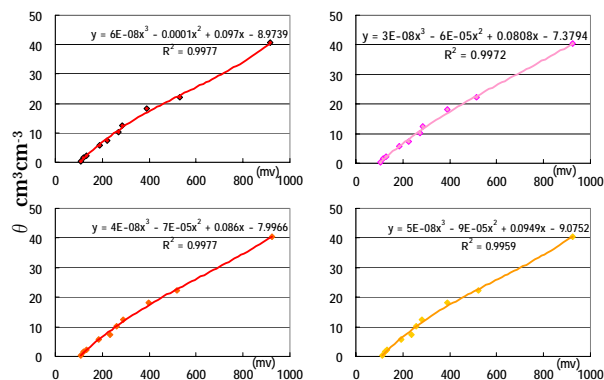 θ cm³cm⁻³
50
40
30
20
10
0
y = 6E-08x³ - 0.0001x² + 0.097x - 8.9739
R² = 0.9977
0 200 400 600 800 1000
(mv)
50
40
30
20
10
0
y = 3E-08x³ - 6E-05x² + 0.0808x - 7.3794
R² = 0.9972
0 200 400 600 800 1000
(mv)
50
40
30
20
10
0
y = 4E-08x³ - 7E-05x² + 0.086x - 7.9966
R² = 0.9977
0 200 400 600 800 1000
(mv)
50
40
30
20
10
0
y = 5E-08x³ - 9E-05x² + 0.0949x - 9.0752
R² = 0.9959
0 200 400 600 800 1000
(mv)